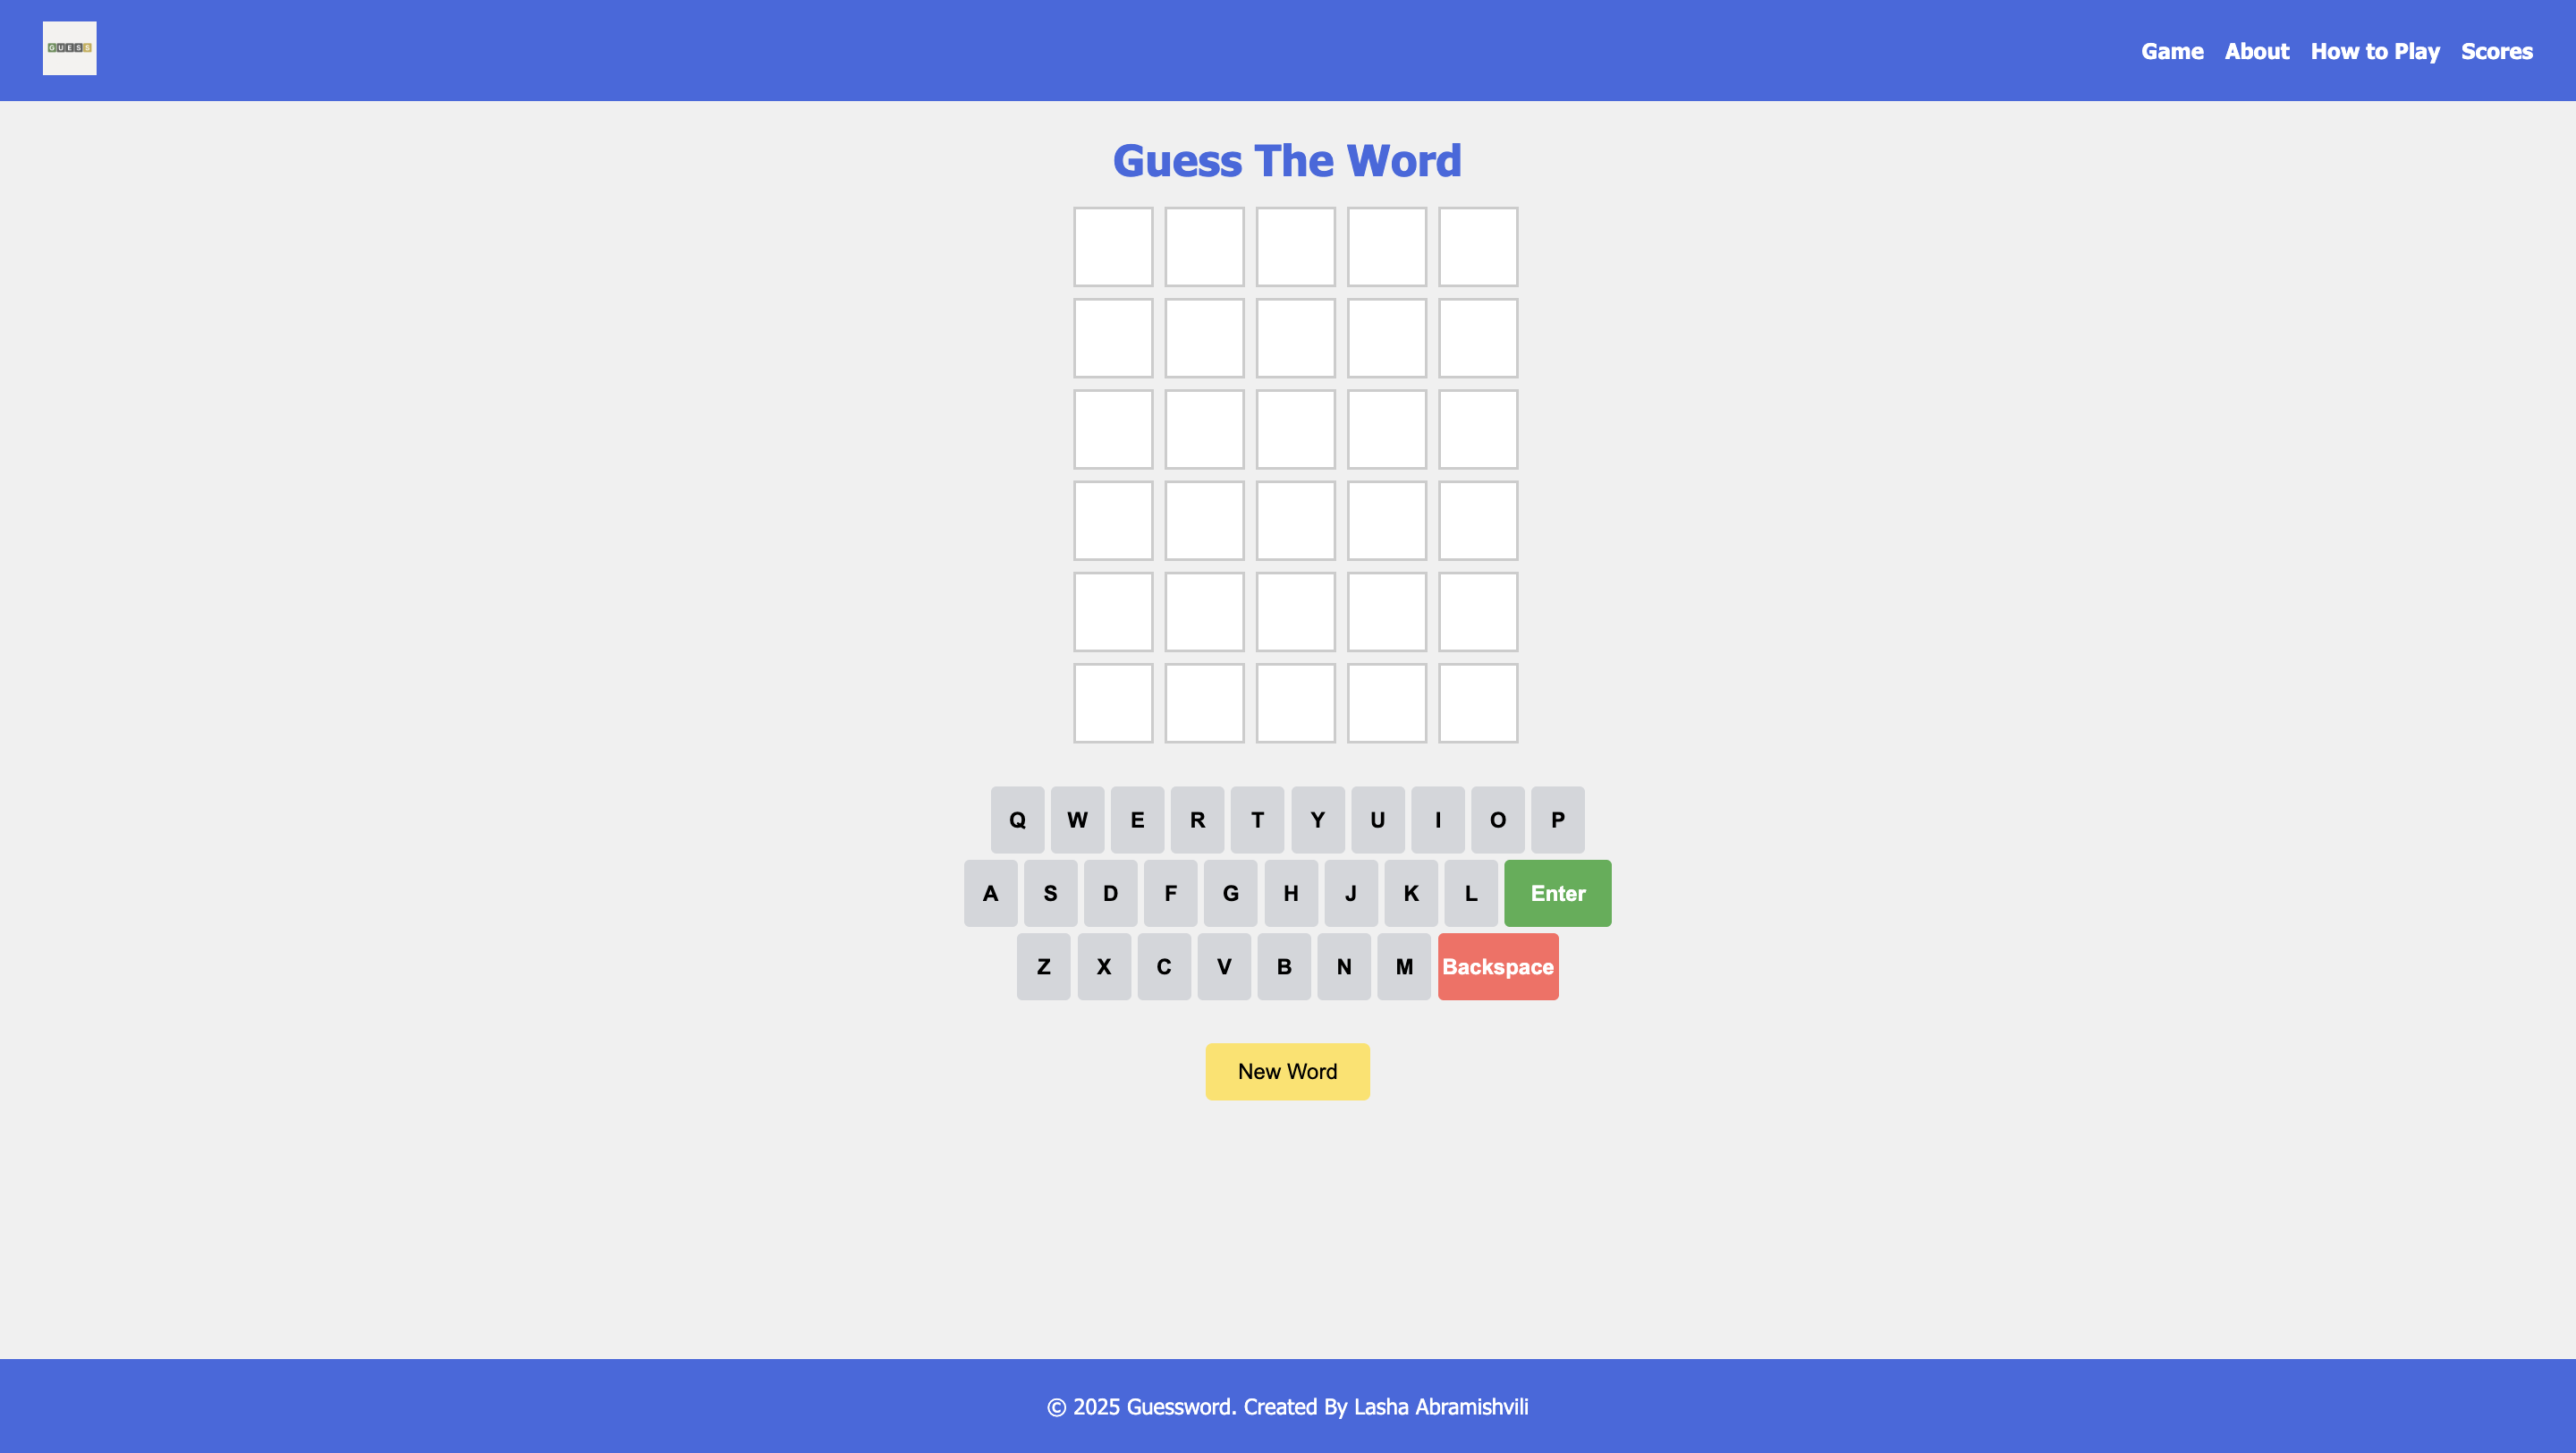 GUESS
Game About How to Play Scores
Guess The Word
Q W E R T Y U I O P
A S D F G H J K L Enter
Z X C V B N M Backspace
New Word
© 2025 Guessword. Created By Lasha Abramishvili